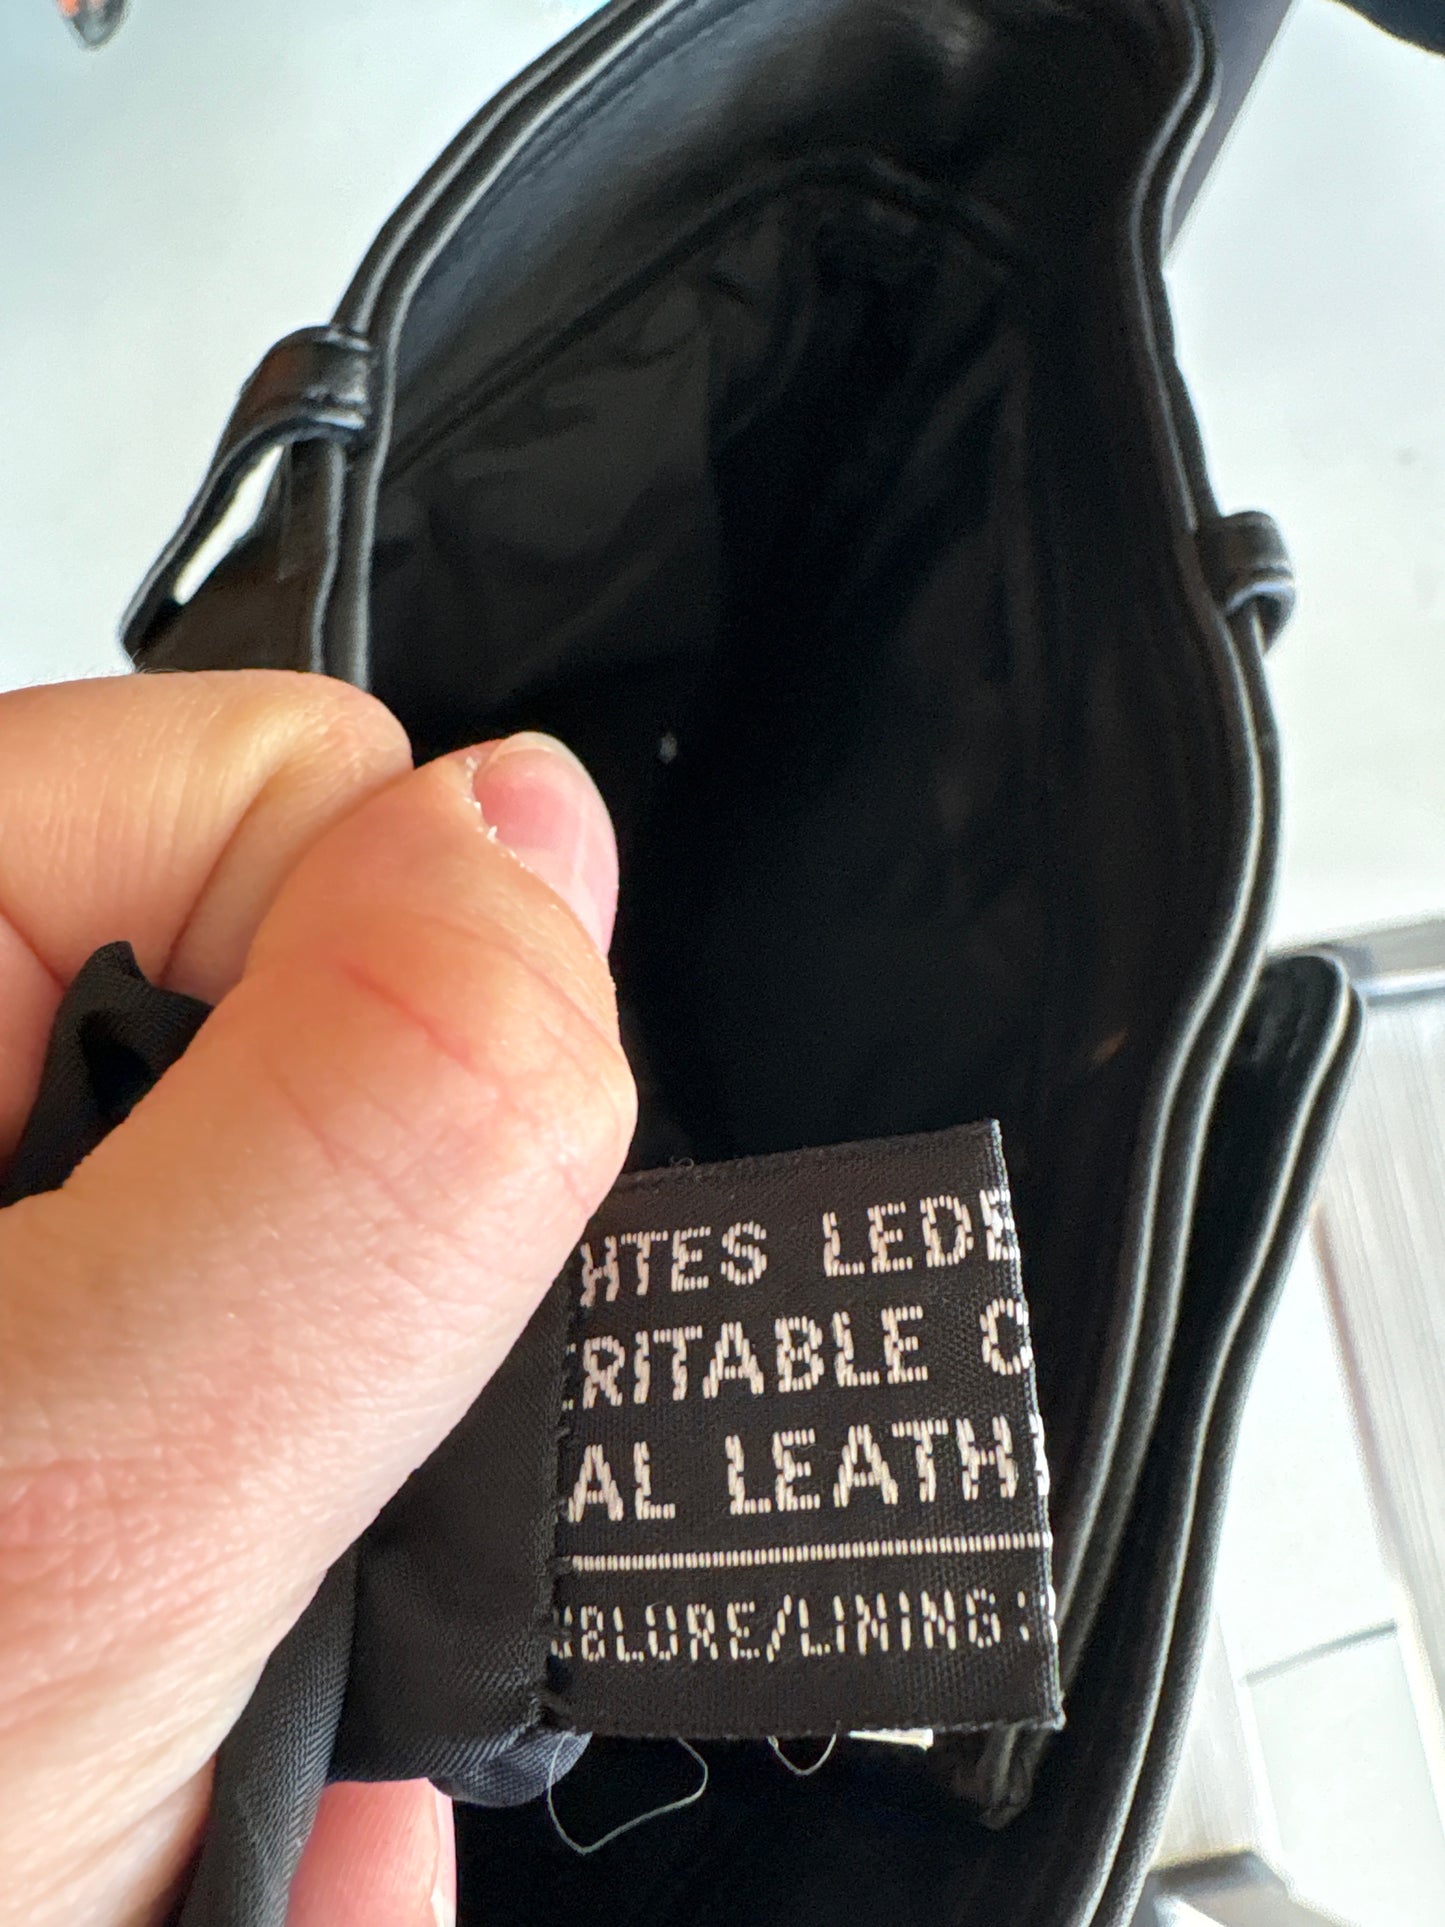 HTES LEDE
ERITABLE C
AL LEATH
UBLURE/LINING: